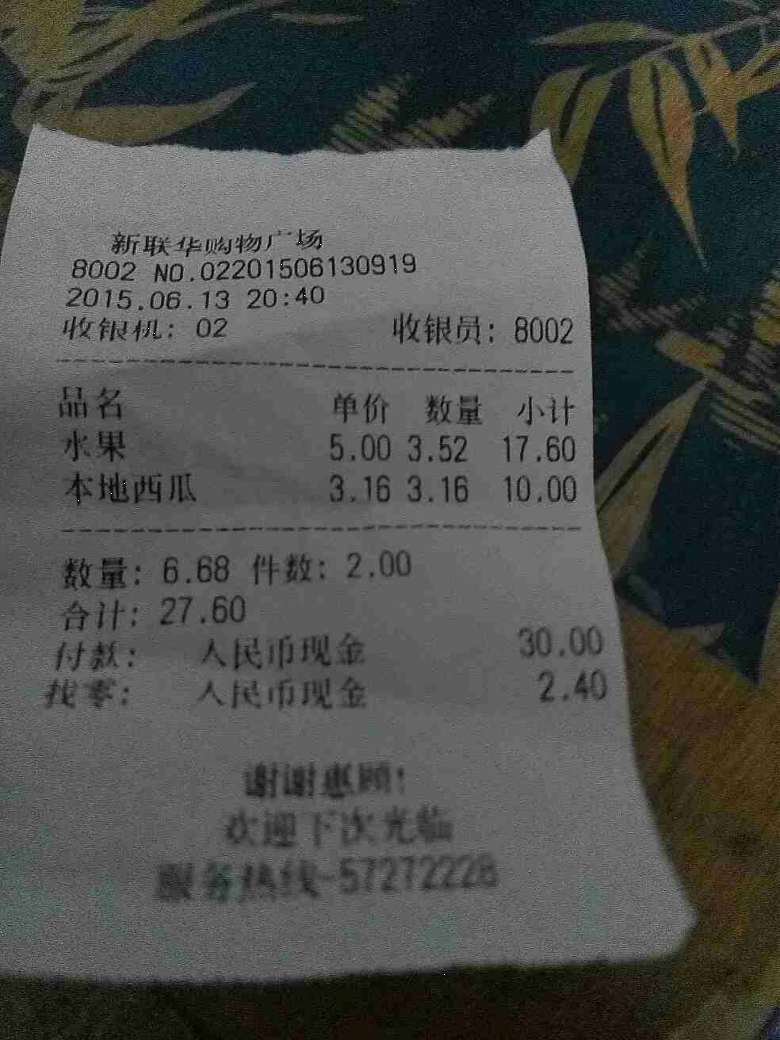 新联华购物广场
8002 NO.02201506130919
2015.06.13 20:40
收银机: 02 收银员: 8002
品名 单价 数量 小计
水果 5.00 3.52 17.60
本地西瓜 3.16 3.16 10.00
数量: 6.68 件数: 2.00
合计: 27.60
付款: 人民币现金 30.00
找零: 人民币现金 2.40
谢谢惠顾!
欢迎下次光临
服务热线-57272228